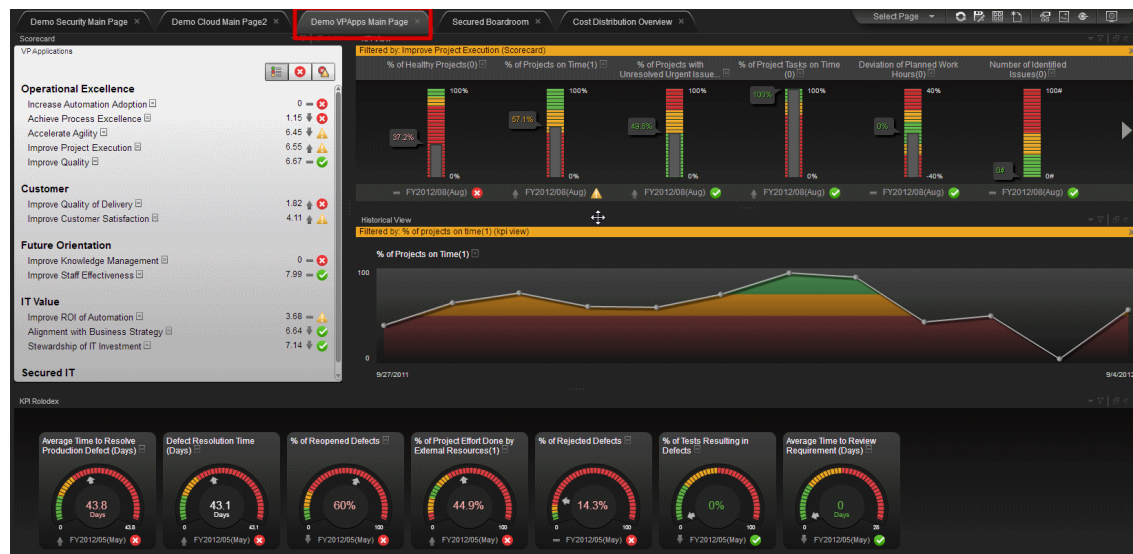 Demo Security Main Page ×
Demo Cloud Main Page2 ×
Demo VPApps Main Page ×
Secured Boardroom ×
Cost Distribution Overview ×
Select Page
Scorecard
VP Applications
Operational Excellence
Increase Automation Adoption 0
Achieve Process Excellence 1.15
Accelerate Agility 6.45
Improve Project Execution 6.55
Improve Quality 6.67
Customer
Improve Quality of Delivery 1.82
Improve Customer Satisfaction 4.11
Future Orientation
Improve Knowledge Management 0
Improve Staff Effectiveness 7.99
IT Value
Improve ROI of Automation 3.68
Alignment with Business Strategy 6.64
Stewardship of IT Investment 7.14
Secured IT
Filtered by: Improve Project Execution (Scorecard)
% of Healthy Projects(0)
100%
37.2%
0%
FY2012/08(Aug)
% of Projects on Time(1)
100%
57.1%
0%
FY2012/08(Aug)
% of Projects with
Unresolved Urgent Issue...
100%
49.6%
0%
FY2012/08(Aug)
% of Project Tasks on Time
(0)
100%
100%
0%
FY2012/08(Aug)
Deviation of Planned Work
Hours(0)
40%
0%
-40%
FY2012/08(Aug)
Number of Identified
Issues(0)
100#
0#
0#
FY2012/08(Aug)
Historical View
Filtered by: % of projects on time(1) (kpi view)
% of Projects on Time(1)
100
0
9/27/2011
9/4/2012
KPI Rolodex
Average Time to Resolve
Production Defect (Days)
43.8
Days
0
43.8
FY2012/05(May)
Defect Resolution Time
(Days)
43.1
Days
0
43.1
FY2012/05(May)
% of Reopened Defects
60%
0
100
FY2012/05(May)
% of Project Effort Done by
External Resources(1)
44.9%
0
100
FY2012/05(May)
% of Rejected Defects
14.3%
0
100
FY2012/05(May)
% of Tests Resulting in
Defects
0%
0
100
FY2012/05(May)
Average Time to Review
Requirement (Days)
0
Days
0
28
FY2012/05(May)